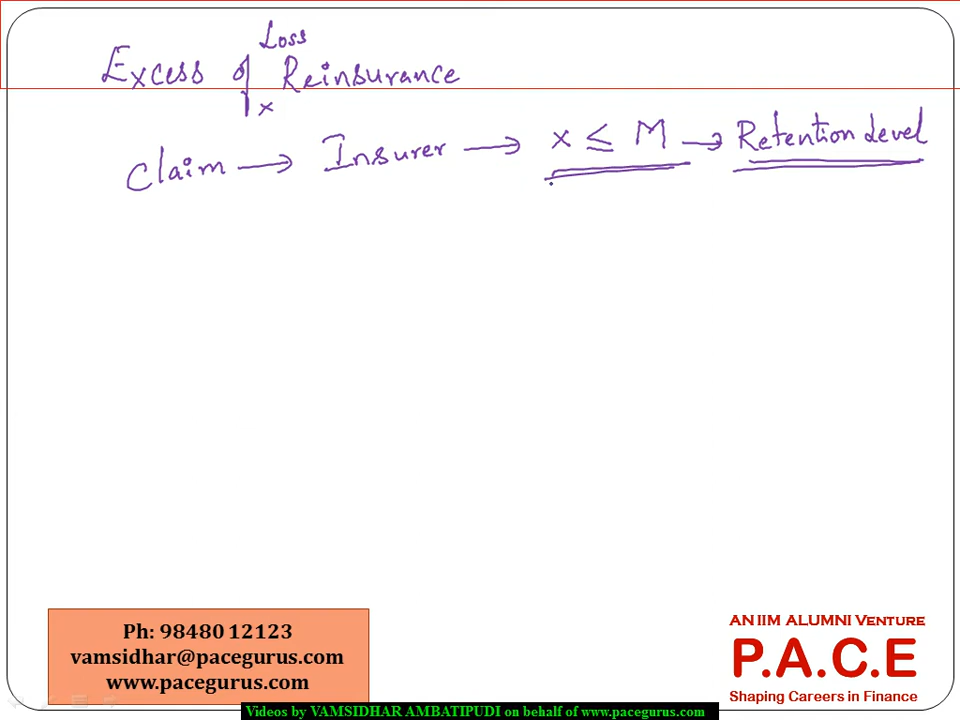 Excess of Loss Reinsurance
x
Claim → Insurer → x ≤ M → Retention Level
Ph: 98480 12123
vamsidhar@pacegurus.com
www.pacegurus.com
AN IIM ALUMNI VENTURE
P.A.C.E
Shaping Careers in Finance
Videos by VAMSIDHAR AMBATIPUDI on behalf of www.pacegurus.com